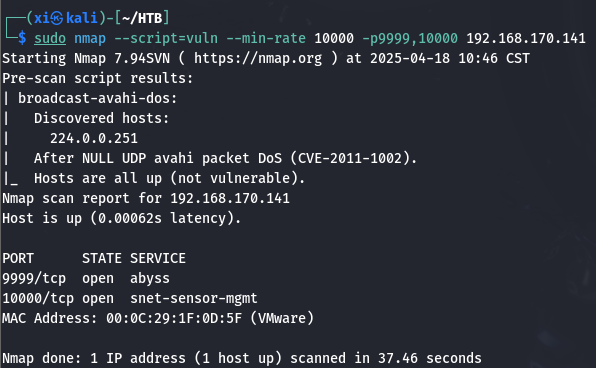 ┌──(xi㉿kali)-[~/HTB]
└─$ sudo nmap --script=vuln --min-rate 10000 -p9999,10000 192.168.170.141
Starting Nmap 7.94SVN ( https://nmap.org ) at 2025-04-18 10:46 CST
Pre-scan script results:
| broadcast-avahi-dos:
|   Discovered hosts:
|     224.0.0.251
|   After NULL UDP avahi packet DoS (CVE-2011-1002).
|_  Hosts are all up (not vulnerable).
Nmap scan report for 192.168.170.141
Host is up (0.00062s latency).

PORT      STATE SERVICE
9999/tcp  open  abyss
10000/tcp open  snet-sensor-mgmt
MAC Address: 00:0C:29:1F:0D:5F (VMware)

Nmap done: 1 IP address (1 host up) scanned in 37.46 seconds